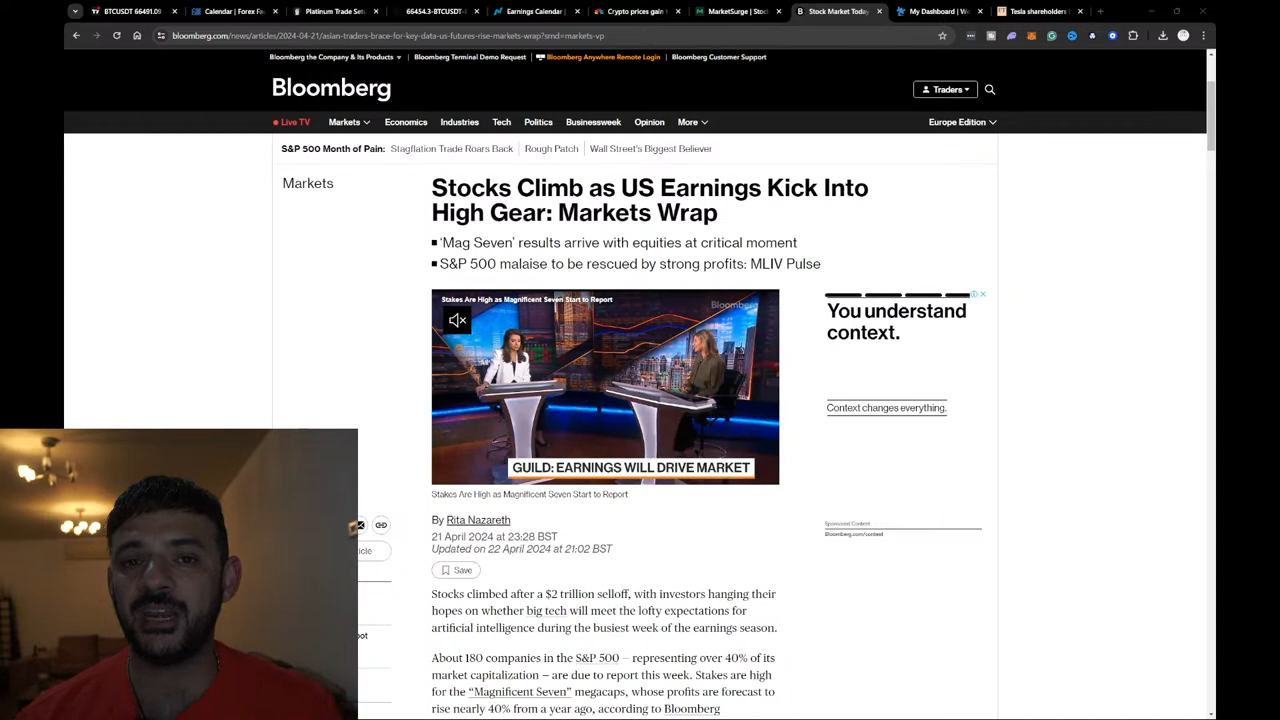 BTCUSDT 66491.09
Calendar | Forex Fa
Platinum Trade Set
66454.3-BTCUSDT-
Earnings Calendar |
Crypto prices gain
MarketSurge | Stoc
Stock Market Today
My Dashboard | We
Tesla shareholders
bloomberg.com/news/articles/2024-04-21/asian-traders-brace-for-key-data-us-futures-rise-markets-wrap?srnd=markets-vp
Bloomberg the Company & Its Products
Bloomberg Terminal Demo Request
Bloomberg Anywhere Remote Login
Bloomberg Customer Support
Bloomberg
Traders
Live TV
Markets
Economics
Industries
Tech
Politics
Businessweek
Opinion
More
Europe Edition
S&P 500 Month of Pain:
Stagflation Trade Roars Back
Rough Patch
Wall Street's Biggest Believer
Markets
Stocks Climb as US Earnings Kick Into
High Gear: Markets Wrap
'Mag Seven' results arrive with equities at critical moment
S&P 500 malaise to be rescued by strong profits: MLIV Pulse
Stakes Are High as Magnificent Seven Start to Report
Bloomberg
GUILD: EARNINGS WILL DRIVE MARKET
Stakes Are High as Magnificent Seven Start to Report
You understand
context.
Context changes everything.
Sponsored Content
Bloomberg.com/context
By Rita Nazareth
21 April 2024 at 23:28 BST
Updated on 22 April 2024 at 21:02 BST
Save
Stocks climbed after a $2 trillion selloff, with investors hanging their
hopes on whether big tech will meet the lofty expectations for
artificial intelligence during the busiest week of the earnings season.
About 180 companies in the S&P 500 — representing over 40% of its
market capitalization — are due to report this week. Stakes are high
for the “Magnificent Seven” megacaps, whose profits are forecast to
rise nearly 40% from a year ago, according to Bloomberg